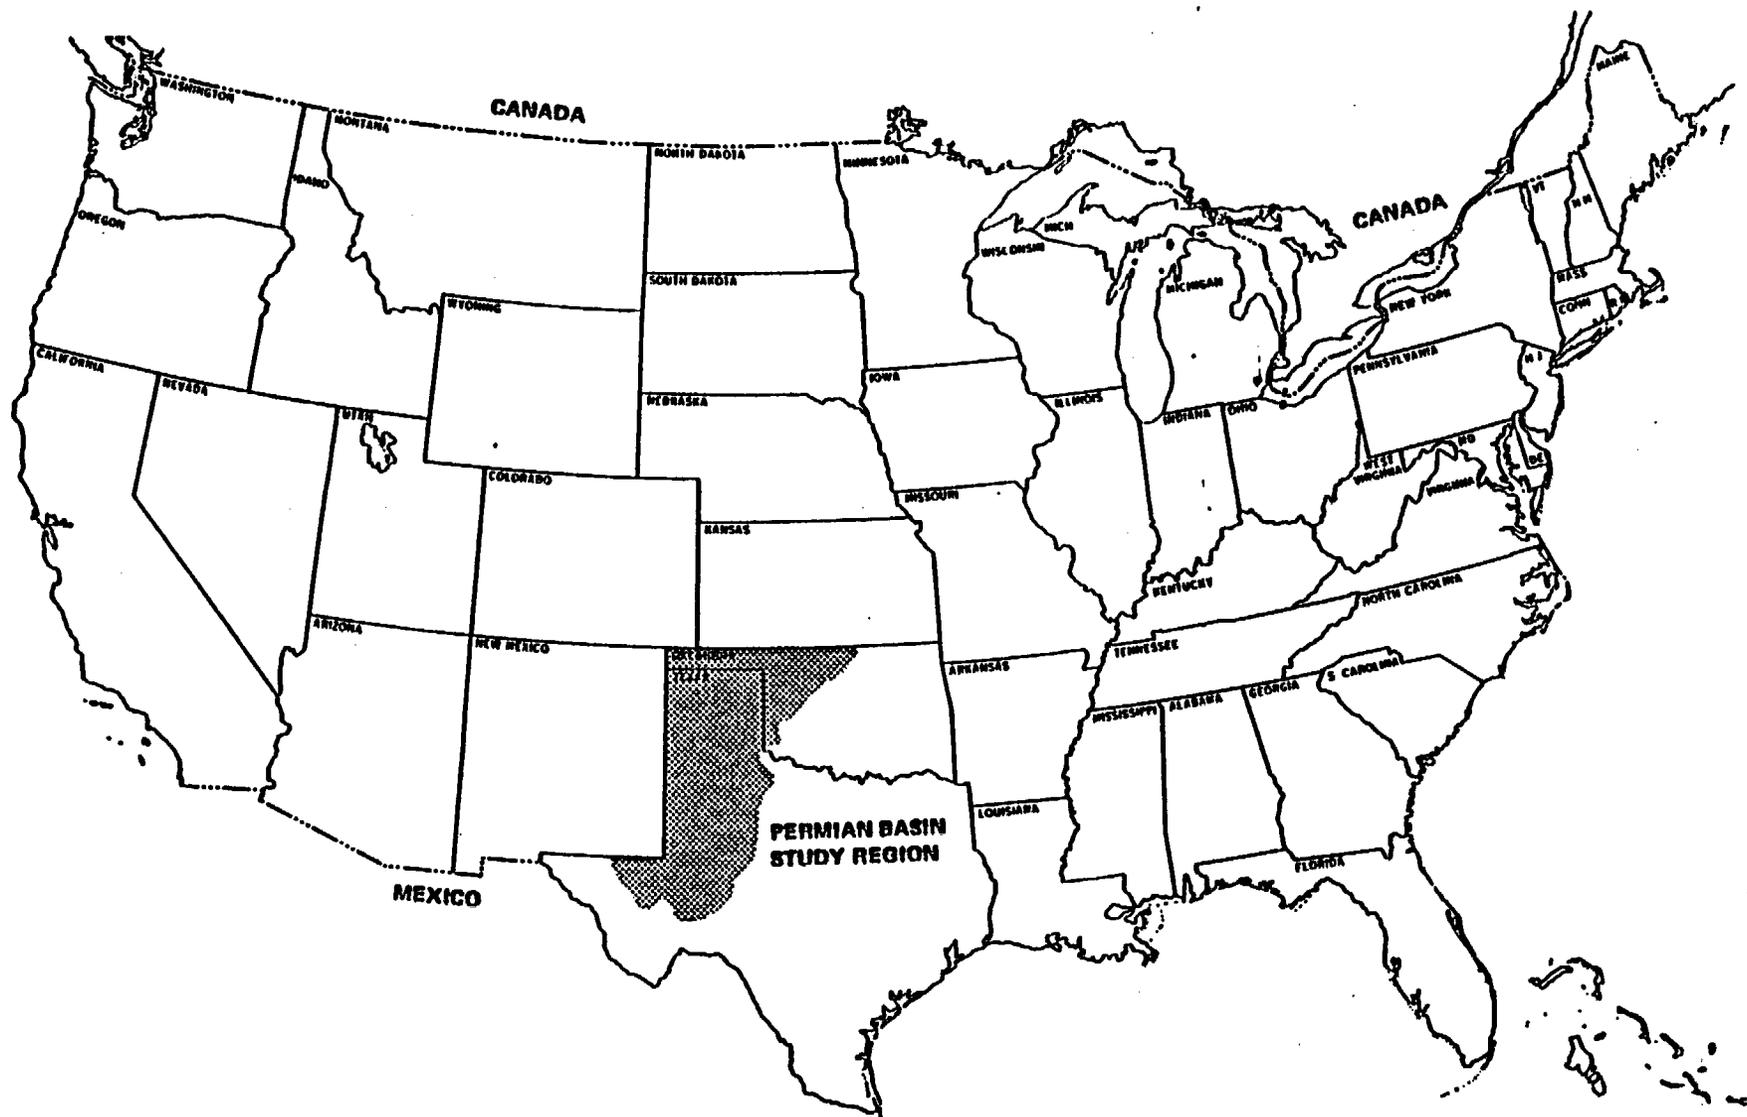 CANADA
WASHINGTON
MONTANA
NORTH DAKOTA
MINNESOTA
MAINE
IDAHO
OREGON
VT
N H
CANADA
MICH
WISCONSIN
MICHIGAN
SOUTH DAKOTA
MASS
WYOMING
NEW YORK
CONN
R I
CALIFORNIA
NEVADA
IOWA
PENNSYLVANIA
N J
NEBRASKA
ILLINOIS
INDIANA
OHIO
UTAH
MD
WEST
VIRGINIA
DE
VIRGINIA
COLORADO
MISSOURI
KANSAS
KENTUCKY
NORTH CAROLINA
ARIZONA
NEW MEXICO
OKLAHOMA
TEXAS
ARKANSAS
TENNESSEE
S CAROLINA
MISSISSIPPI
ALABAMA
GEORGIA
LOUISIANA
PERMIAN BASIN
STUDY REGION
FLORIDA
MEXICO